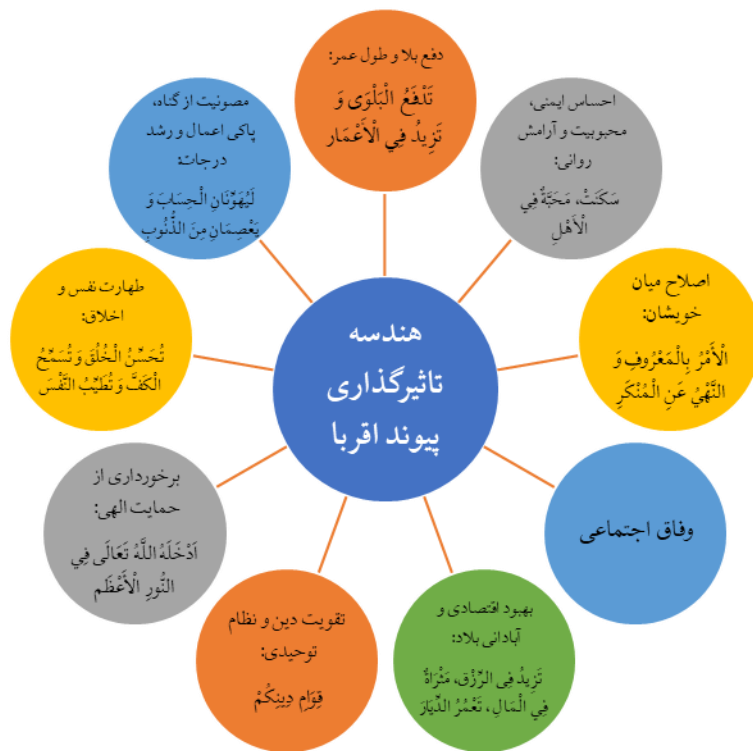 دفع بلا و طول عمر:
تَدْفَعُ الْبَلْوَى وَ
تَزِيدُ فِي الْأَعْمَار
احساس ایمنی،
محبوبیت و آرامش
روانی:
سَكَنَتْ، مَحَبَّةٌ فِي
الْأَهْلِ
اصلاح میان
خویشان:
الْأَمْرُ بِالْمَعْرُوفِ وَ
النَّهْيُ عَنِ الْمُنْكَرِ
وفاق اجتماعی
بهبود اقتصادی و
آبادانی بلاد:
تَزِيدُ فِی الرِّزْق، مَثْرَاةٌ
فِي الْمَالِ، تَعْمُرُ الدِّيَارَ
تقویت دین و نظام
توحیدی:
قِوَامِ دِينِكُمْ
برخورداری از
حمایت الهی:
اَدْخَلَهُ اللَّهُ تَعَالَى فِي
النُّورِ الْأَعْظَم
طهارت نفس و
اخلاق:
تُحَسِّنُ الْخُلُقَ وَ تُسَمِّحُ
الْكَفَّ وَ تُطَيِّبُ النَّفْسَ
مصونیت از گناه،
پاکی اعمال و رشد
درجات:
لَيُهَوِّنَانِ الْحِسَابَ وَ
يَعْصِمَانِ مِنَ الذُّنُوبِ
هندسه
تاثیرگذاری
پیوند اقربا